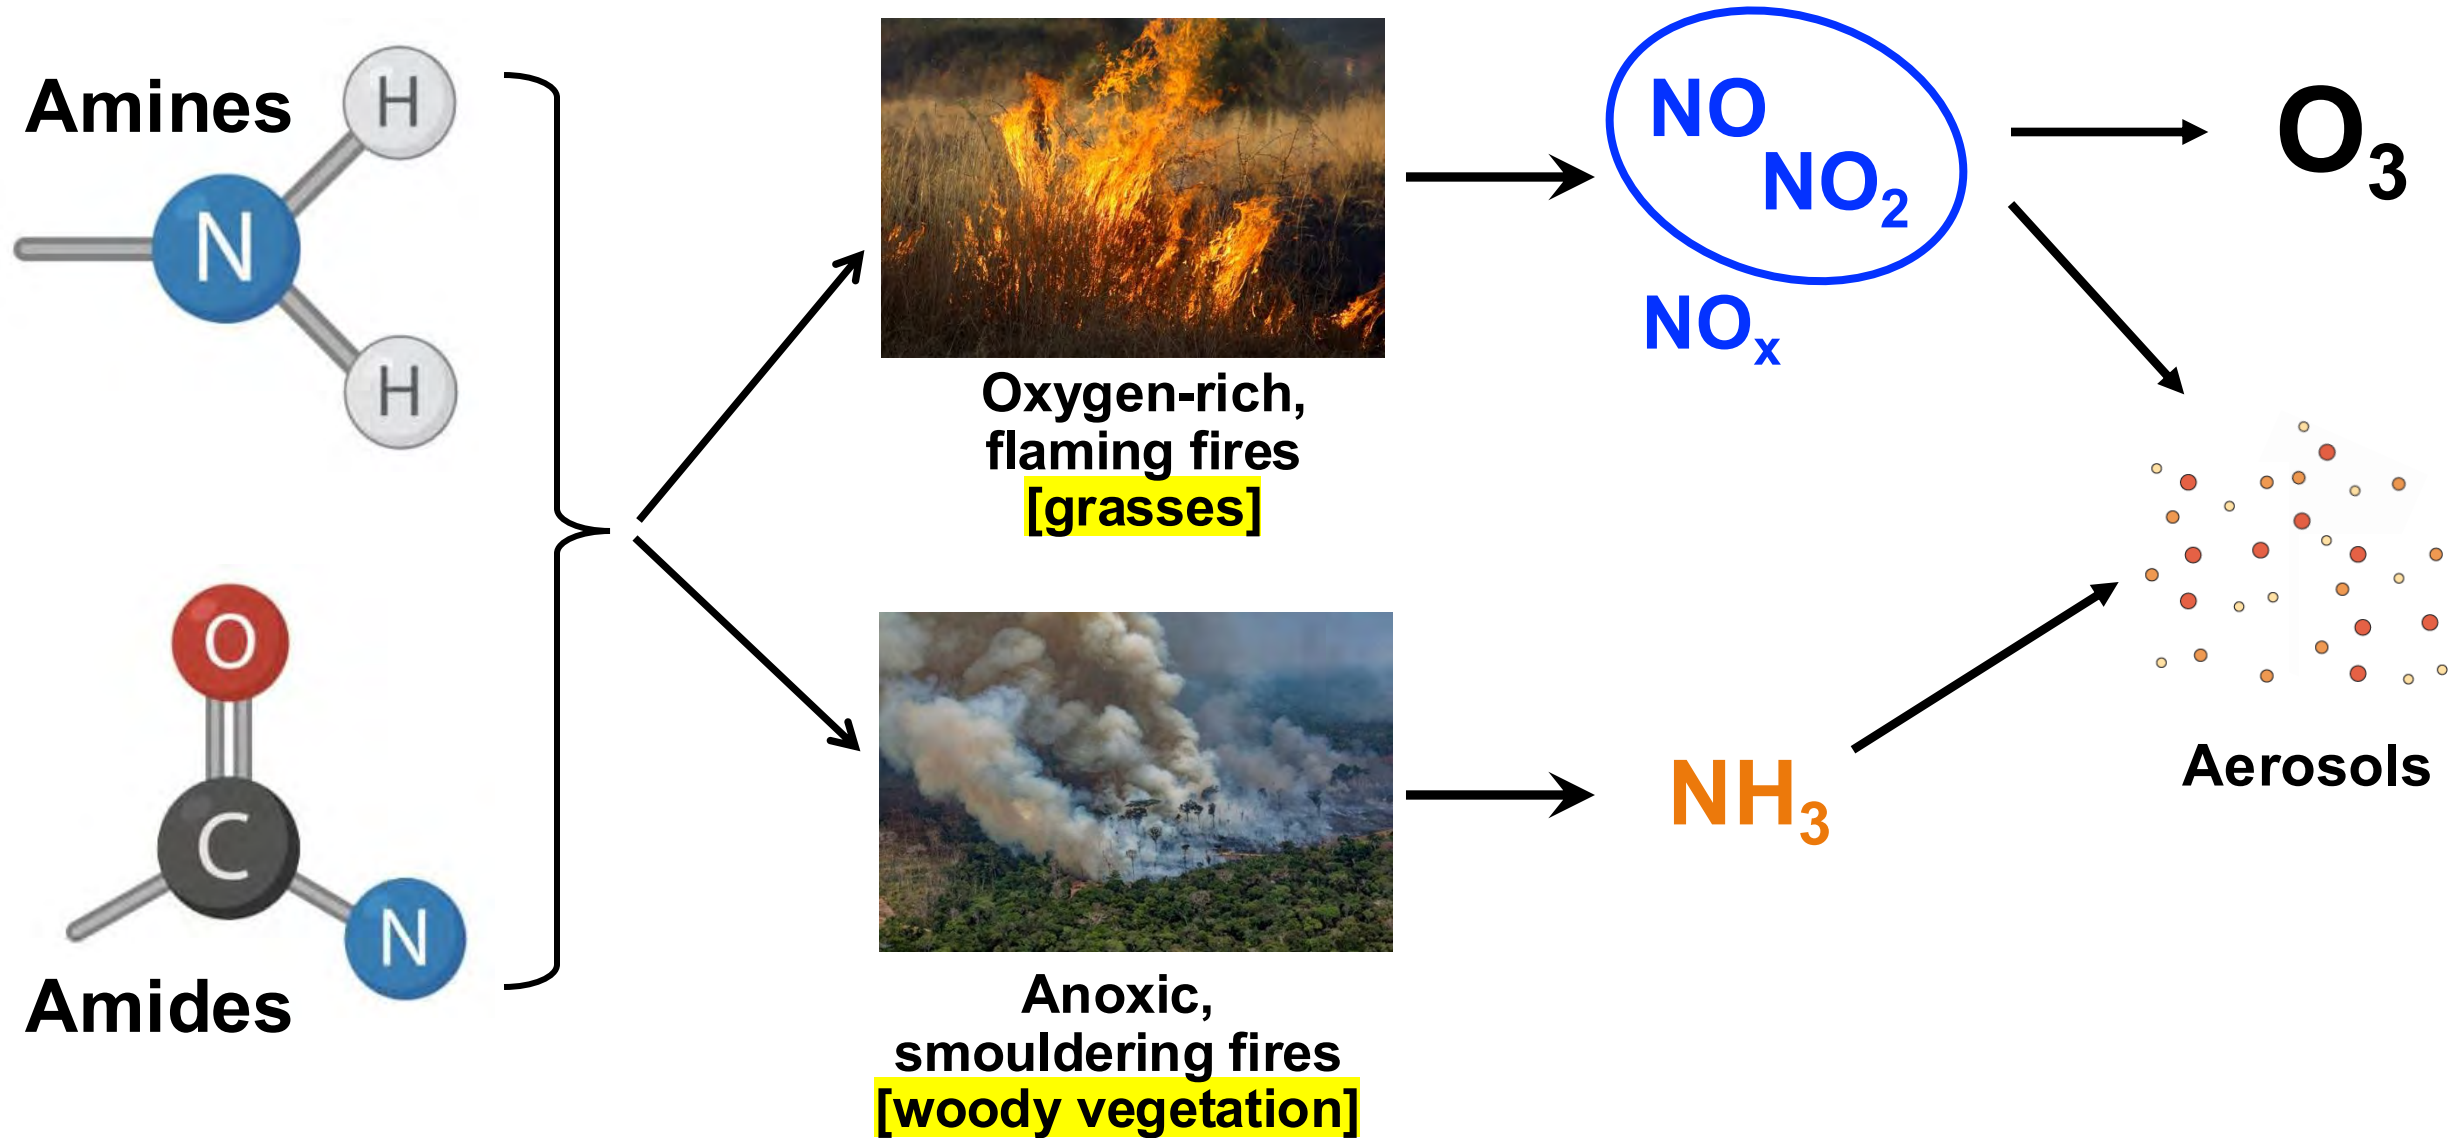 Amines
H
N
H
O
C
N
Amides
Oxygen-rich,
flaming fires
[grasses]
Anoxic,
smouldering fires
[woody vegetation]
NO
NO₂
NOₓ
NH₃
O₃
Aerosols